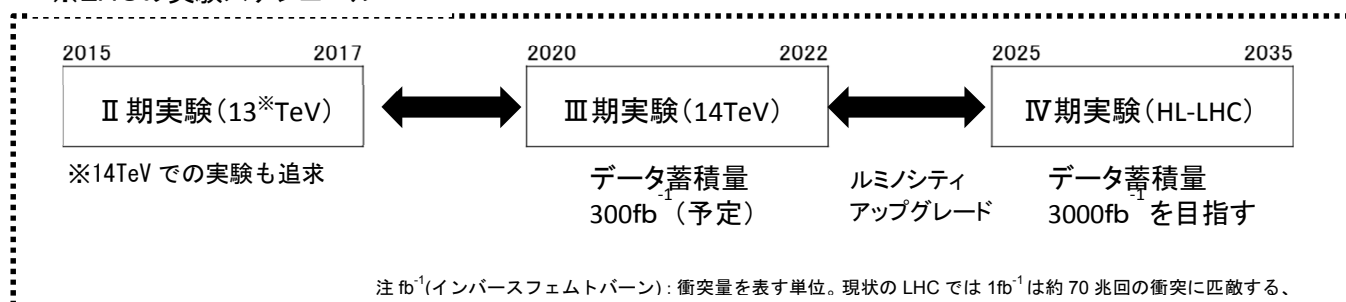 2015 2017 2020 2022 2025 2035
Ⅱ期実験(13※TeV) Ⅲ期実験(14TeV) Ⅳ期実験(HL-LHC)
※14TeV での実験も追求
データ蓄積量
300fb-1(予定)
ルミノシティ
アップグレード
データ蓄積量
3000fb-1を目指す
注 fb-1(インバースフェムトバーン):衝突量を表す単位。現状の LHC では 1fb-1 は約 70 兆回の衝突に匹敵する、